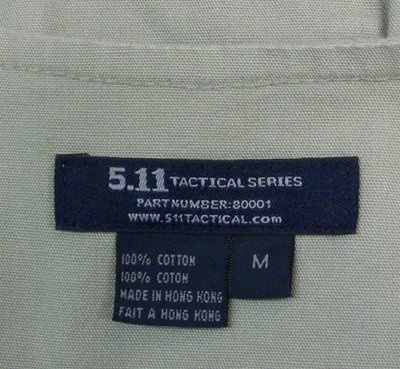 5.11 TACTICAL SERIES
PART NUMBER:80001
www.511TACTICAL.com
100% COTTON
100% COTON
MADE IN HONG KONG
FAIT A HONG KONG
M